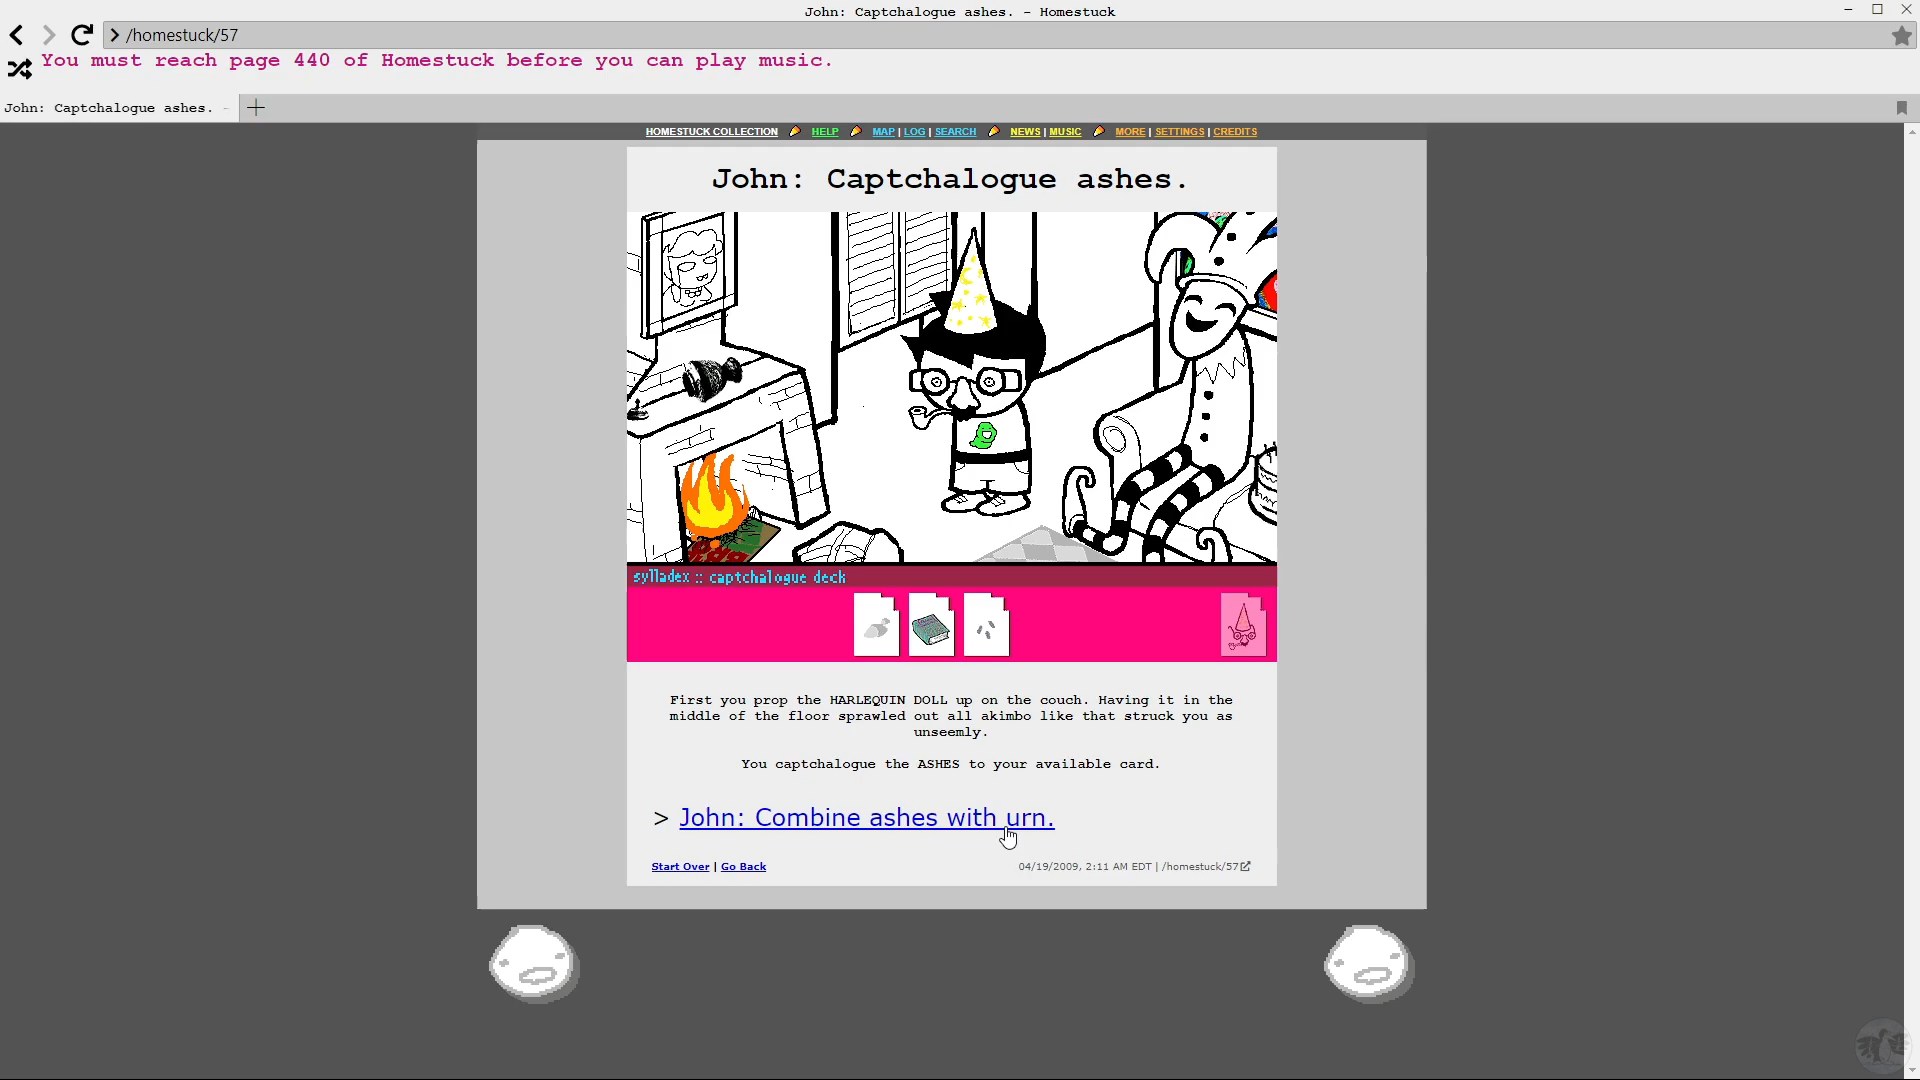 John: Captchalogue ashes. - Homestuck
/homestuck/57
You must reach page 440 of Homestuck before you can play music.
John: Captchalogue ashes. -
HOMESTUCK COLLECTION HELP MAP | LOG | SEARCH NEWS | MUSIC MORE | SETTINGS | CREDITS
John: Captchalogue ashes.
sylladex :: captchalogue deck
First you prop the HARLEQUIN DOLL up on the couch. Having it in the
middle of the floor sprawled out all akimbo like that struck you as
unseemly.
You captchalogue the ASHES to your available card.
> John: Combine ashes with urn.
Start Over | Go Back
04/19/2009, 2:11 AM EDT | /homestuck/57